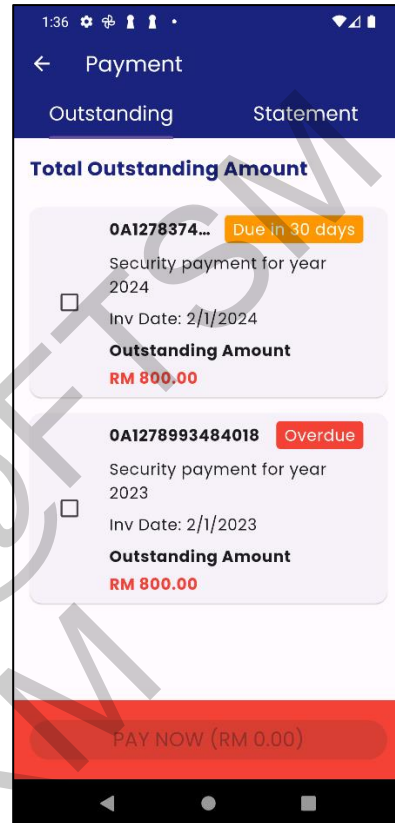 1:36
Payment
Outstanding Statement
Total Outstanding Amount
0A1278374... Due in 30 days
Security payment for year
2024
Inv Date: 2/1/2024
Outstanding Amount
RM 800.00
0A1278993484018 Overdue
Security payment for year
2023
Inv Date: 2/1/2023
Outstanding Amount
RM 800.00
PAY NOW (RM 0.00)